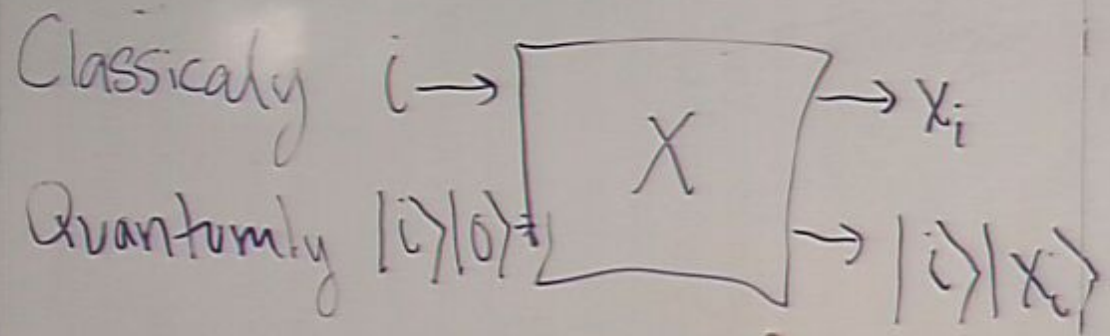 Classicaly i → X → xᵢ
Quantumly |i⟩|0⟩ → |i⟩|xᵢ⟩